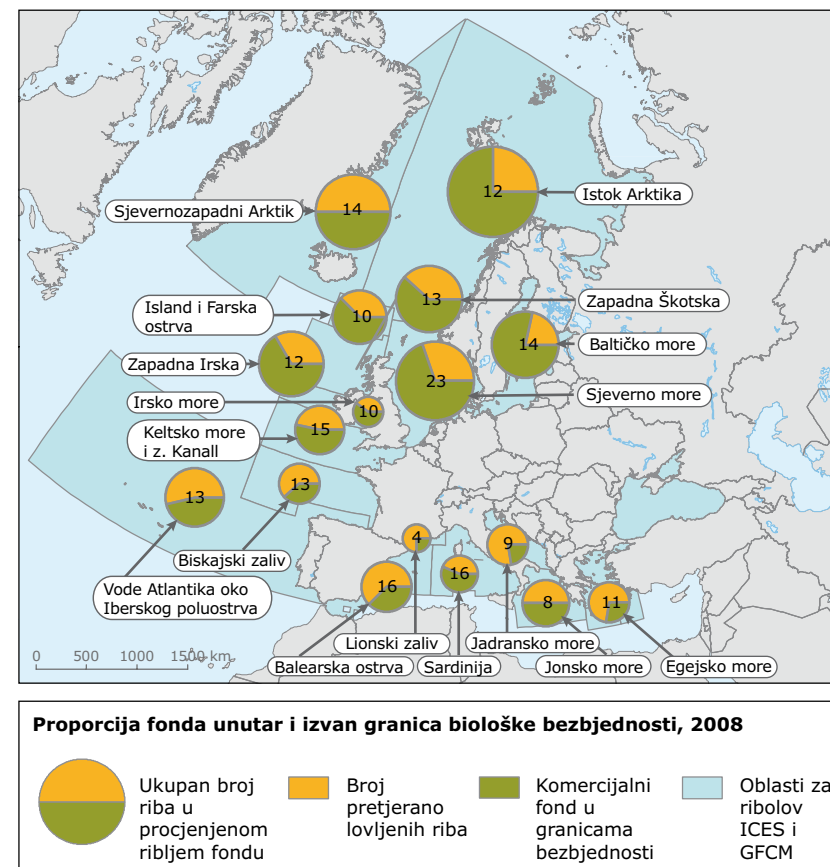 12
Istok Arktika
14
Sjevernozapadni Arktik
13
Zapadna Škotska
Island i Farska
ostrva
10
14
Baltičko more
Zapadna Irska
12
23
Sjeverno more
Irsko more
10
Keltsko more
i z. Kanall
15
13
13
Biskajski zaliv
Vode Atlantika oko
Iberskog poluostrva
4
9
16
16
8
11
Lionski zaliv
Jadransko more
Balearska ostrva
Sardinija
Jonsko more
Egejsko more
0 500 1000 1500 km
Proporcija fonda unutar i izvan granica biološke bezbjednosti, 2008
Ukupan broj
riba u
procjenjenom
ribljem fondu
Broj
pretjerano
lovljenih riba
Komercijalni
fond u
granicama
bezbjednosti
Oblasti za
ribolov
ICES i
GFCM